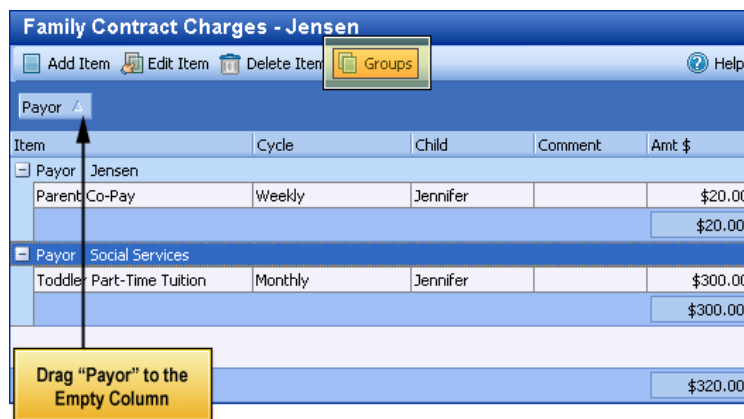 Family Contract Charges - Jensen
Add Item Edit Item Delete Item Groups Help
Payor
Item Cycle Child Comment Amt $
Payor Jensen
Parent Co-Pay Weekly Jennifer $20.00
$20.00
Payor Social Services
Toddler Part-Time Tuition Monthly Jennifer $300.00
$300.00
Drag “Payor” to the
Empty Column
$320.00